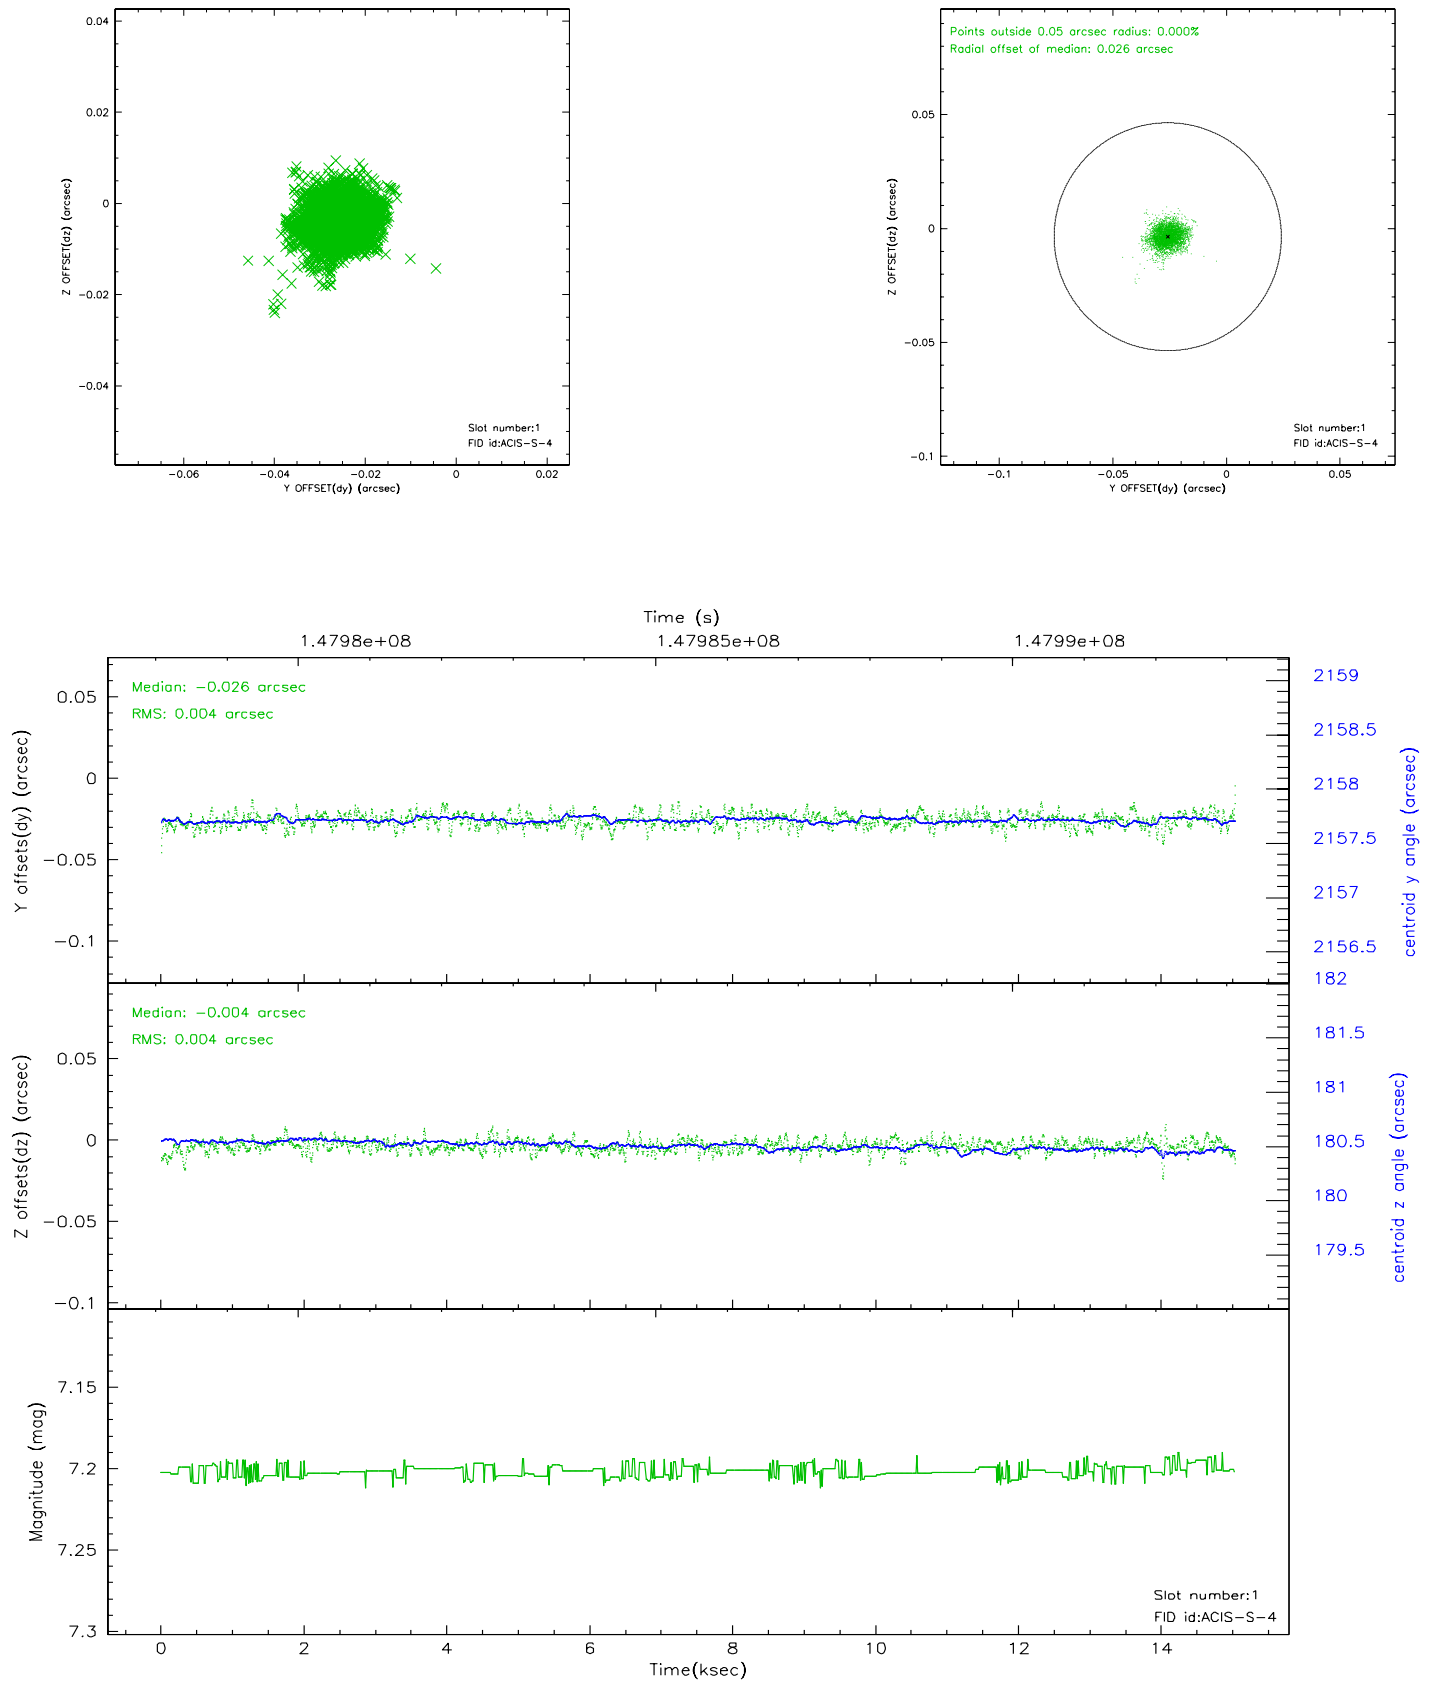 0.04
0.02
0
-0.02
-0.04
Z OFFSET(dz) (arcsec)
Slot number:1
FID id:ACIS-S-4
-0.06 -0.04 -0.02 0 0.02
Y OFFSET(dy) (arcsec)
Points outside 0.05 arcsec radius: 0.000%
Radial offset of median: 0.026 arcsec
0.05
0
-0.05
-0.1
Z OFFSET(dz) (arcsec)
Slot number:1
FID id:ACIS-S-4
-0.1 -0.05 0 0.05
Y OFFSET(dy) (arcsec)
Time (s)
1.4798e+08 1.47985e+08 1.4799e+08
Median: -0.026 arcsec
RMS: 0.004 arcsec
0.05
0
-0.05
-0.1
Y offsets(dy) (arcsec)
2159
2158.5
2158
2157.5
2157
2156.5
centroid y angle (arcsec)
Median: -0.004 arcsec
RMS: 0.004 arcsec
0.05
0
-0.05
-0.1
Z offsets(dz) (arcsec)
182
181.5
181
180.5
180
179.5
centroid z angle (arcsec)
7.15
7.2
7.25
7.3
Magnitude (mag)
Slot number:1
FID id:ACIS-S-4
0 2 4 6 8 10 12 14
Time(ksec)